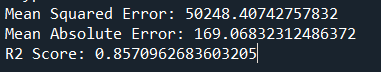 Mean Squared Error: 50248.40742757832
Mean Absolute Error: 169.06832312486372
R2 Score: 0.8570962683603205